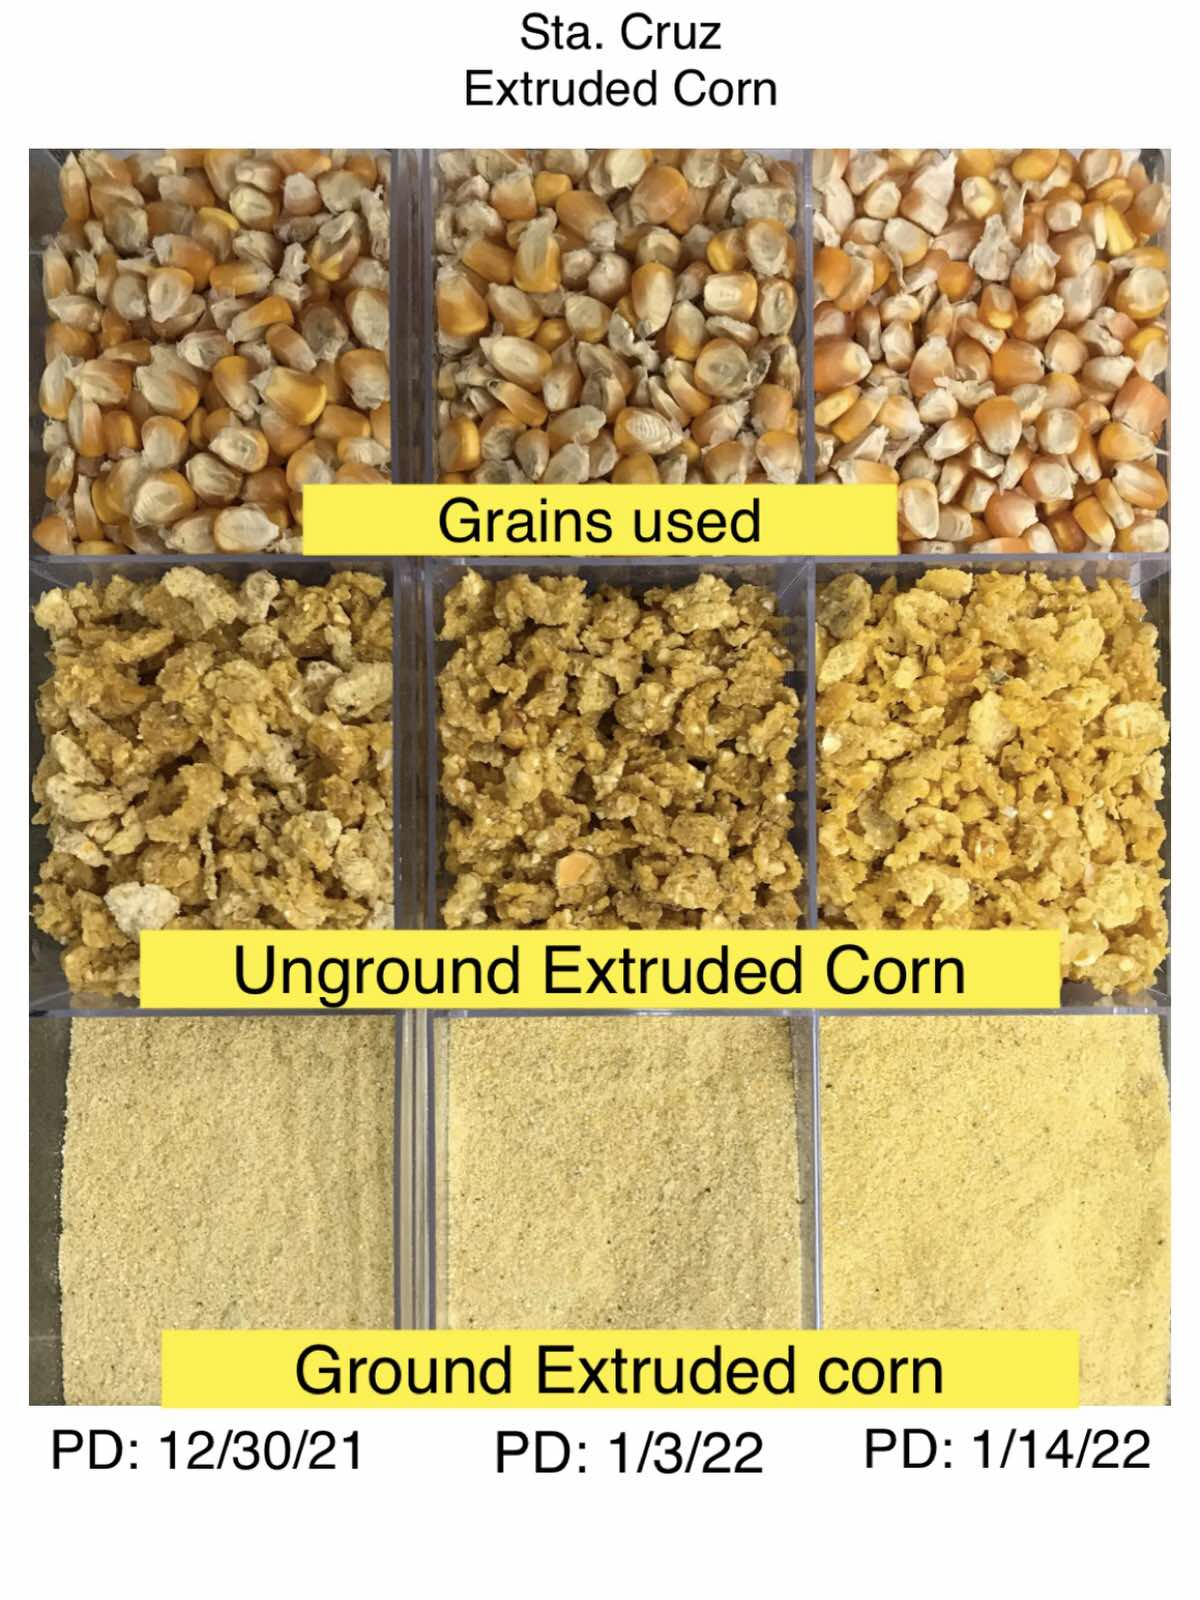 Sta. Cruz
Extruded Corn
Grains used
Unground Extruded Corn
Ground Extruded corn
PD: 12/30/21
PD: 1/3/22
PD: 1/14/22